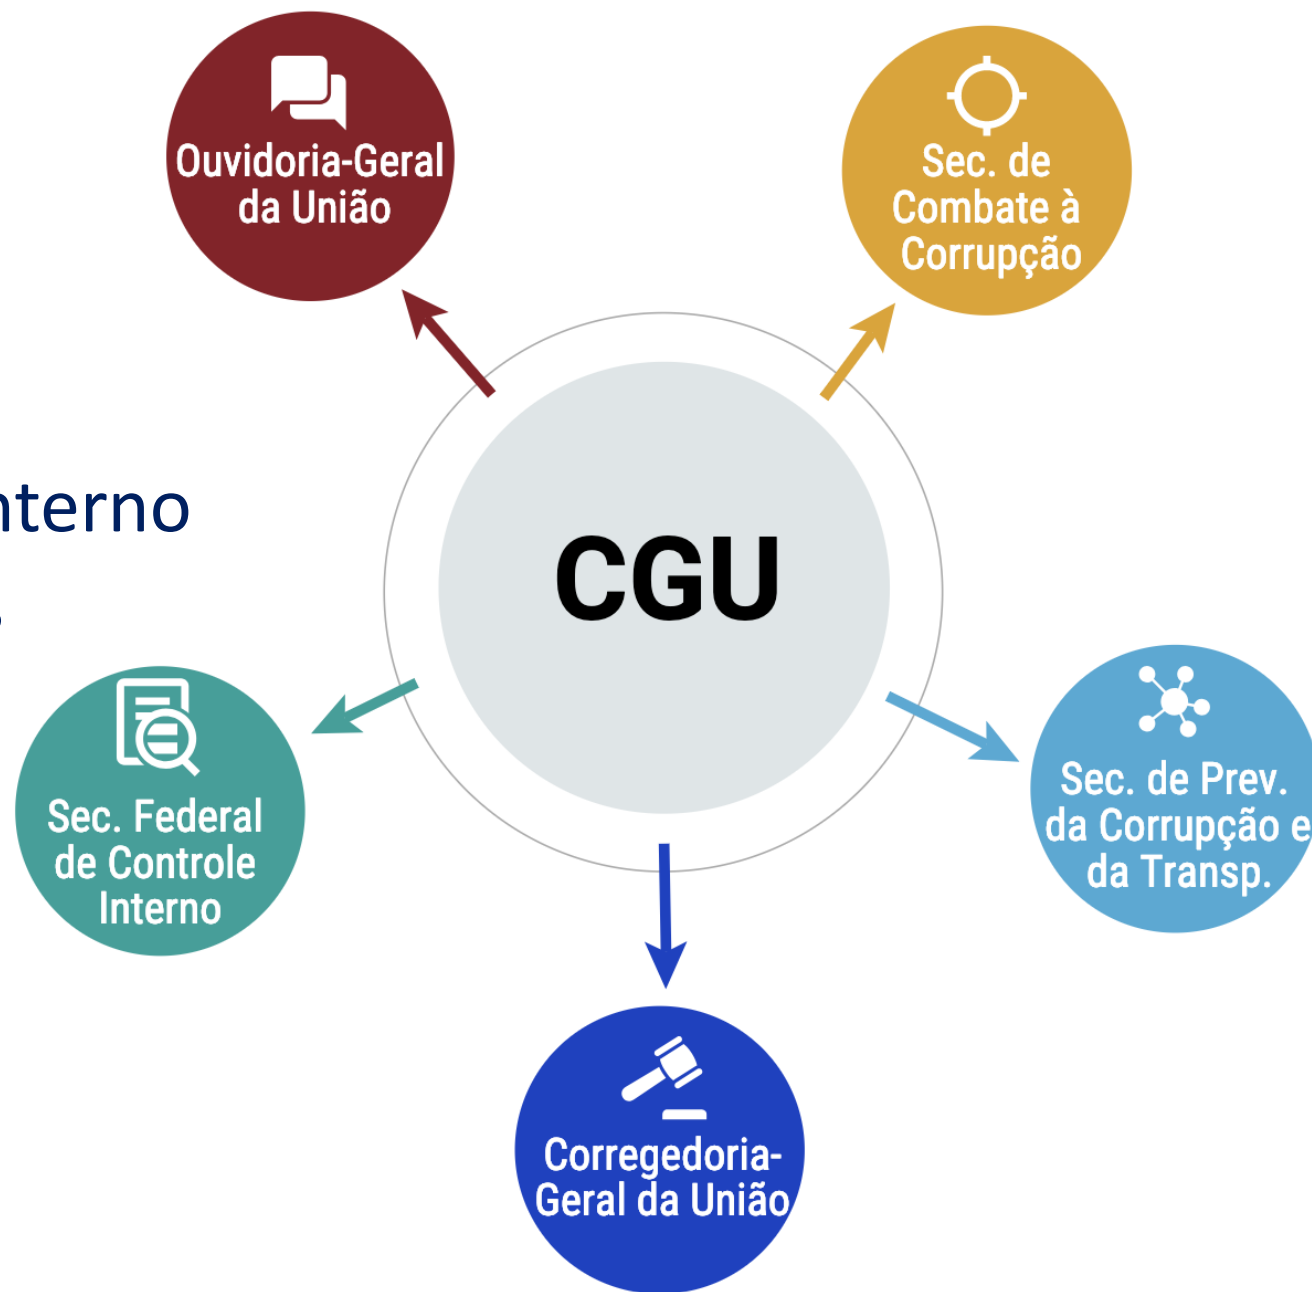 Ouvidoria-Geral
da União
Sec. de
Combate à
Corrupção
CGU
Sec. Federal
de Controle
Interno
Sec. de Prev.
da Corrupção e
da Transp.
Corregedoria-
Geral da União